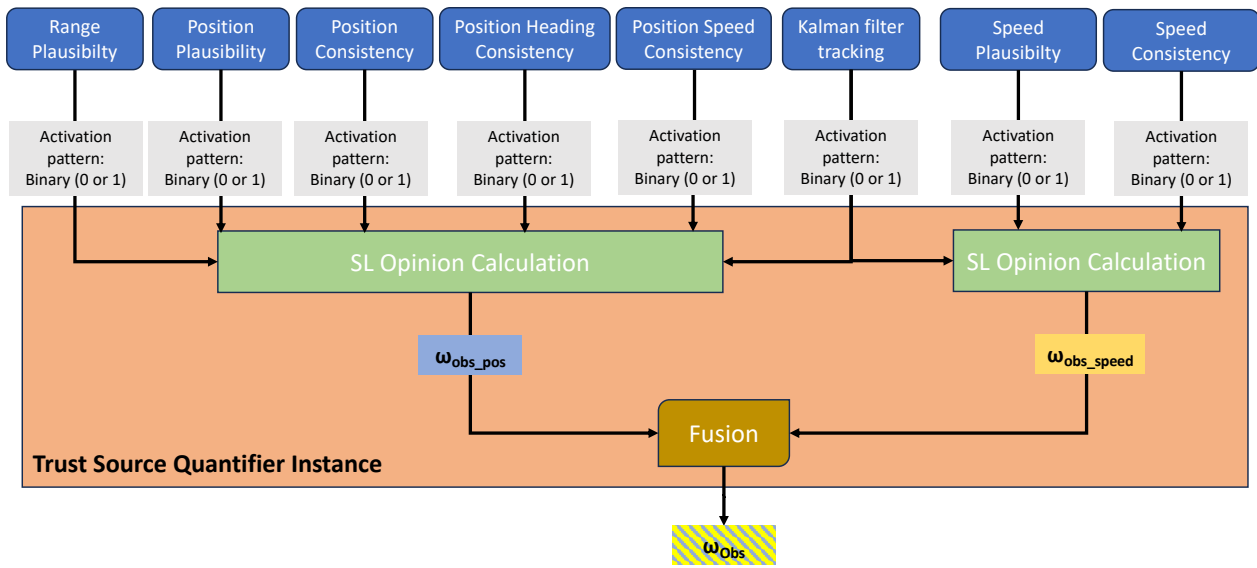 Range
Plausibilty
Position
Plausibility
Position
Consistency
Position Heading
Consistency
Position Speed
Consistency
Kalman filter
tracking
Speed
Plausibilty
Speed
Consistency
Activation
pattern:
Binary (0 or 1)
Activation
pattern:
Binary (0 or 1)
Activation
pattern:
Binary (0 or 1)
Activation
pattern:
Binary (0 or 1)
Activation
pattern:
Binary (0 or 1)
Activation
pattern:
Binary (0 or 1)
Activation
pattern:
Binary (0 or 1)
Activation
pattern:
Binary (0 or 1)
SL Opinion Calculation
SL Opinion Calculation
ωobs_pos
ωobs_speed
Fusion
Trust Source Quantifier Instance
ωObs